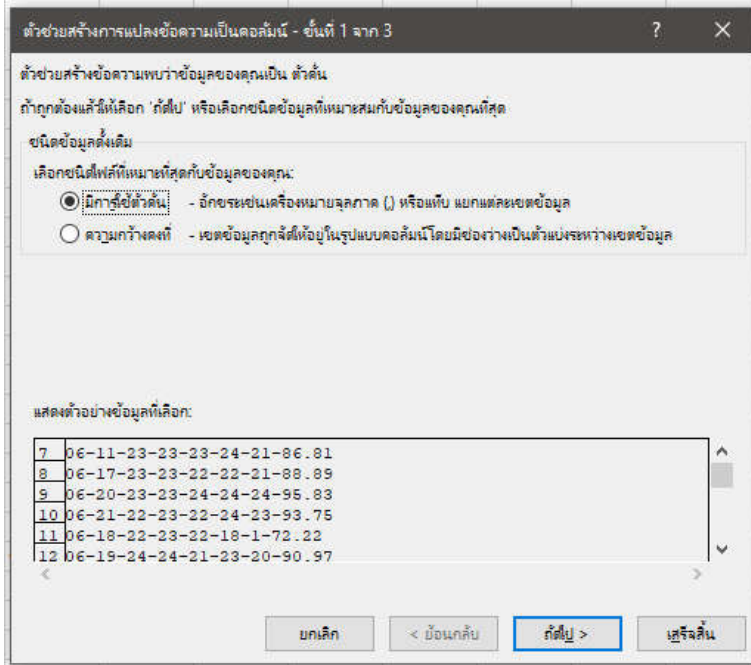 ตัวช่วยสร้างการแปลงข้อความเป็นคอลัมน์ - ขั้นที่ 1 จาก 3 ? ×
ตัวช่วยสร้างข้อความพบว่าข้อมูลของคุณเป็น ตัวคั่น
ถ้าถูกต้องแล้วให้เลือก 'ถัดไป' หรือเลือกชนิดข้อมูลที่เหมาะสมกับข้อมูลของคุณที่สุด
ชนิดข้อมูลดั้งเดิม
เลือกชนิดไฟล์ที่เหมาะที่สุดกับข้อมูลของคุณ:
มีการใช้ตัวคั่น - อักขระเช่นเครื่องหมายจุลภาค (,) หรือแท็บ แยกแต่ละเขตข้อมูล
ความกว้างคงที่ - เขตข้อมูลถูกจัดให้อยู่ในรูปแบบคอลัมน์โดยมีช่องว่างเป็นตัวแบ่งระหว่างเขตข้อมูล
แสดงตัวอย่างข้อมูลที่เลือก:
7 06-11-23-23-23-24-21-86.81
8 06-17-23-23-22-22-21-88.89
9 06-20-23-23-24-24-24-95.83
10 06-21-22-23-22-24-23-93.75
11 06-18-22-23-22-18-1-72.22
12 06-19-24-24-21-23-20-90.97
ยกเลิก < ย้อนกลับ ถัดไป > เสร็จสิ้น